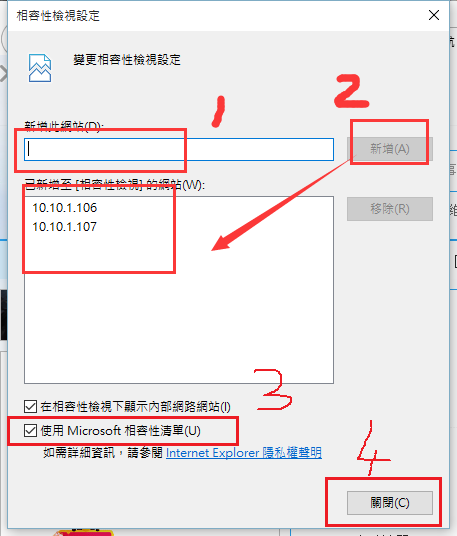 相容性檢視設定
變更相容性檢視設定
1
2
新增此網站(D):
新增(A)
已新增至 [相容性檢視] 的網站(W):
10.10.1.106
10.10.1.107
移除(R)
3
在相容性檢視下顯示內部網路網站(I)
使用 Microsoft 相容性清單(U)
如需詳細資訊，請參閱 Internet Explorer 隱私權聲明
4
關閉(C)